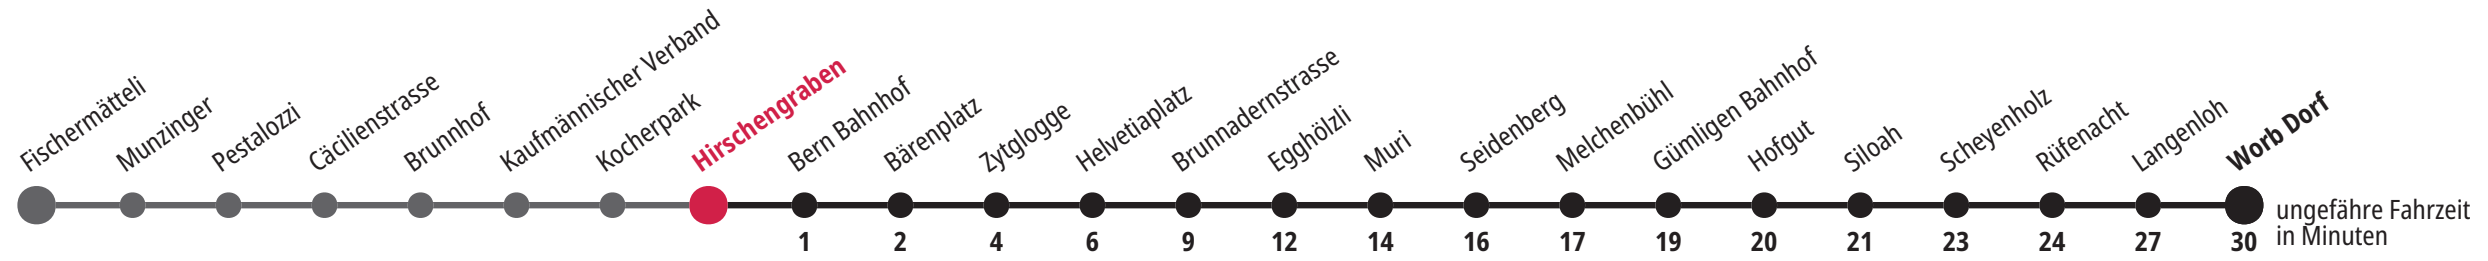 Fischermätteli
Munzinger
Pestalozzi
Cäcilienstrasse
Brunnhof
Kaufmännischer Verband
Kocherpark
Hirschengraben
Bern Bahnhof
Bärenplatz
Zytglogge
Helvetiaplatz
Brunnadernstrasse
Egghölzli
Muri
Seidenberg
Melchenbühl
Gümligen Bahnhof
Hofgut
Siloah
Scheyenholz
Rüfenacht
Langenloh
Worb Dorf
1 2 4 6 9 12 14 16 17 19 20 21 23 24 27 30
ungefähre Fahrzeit
in Minuten